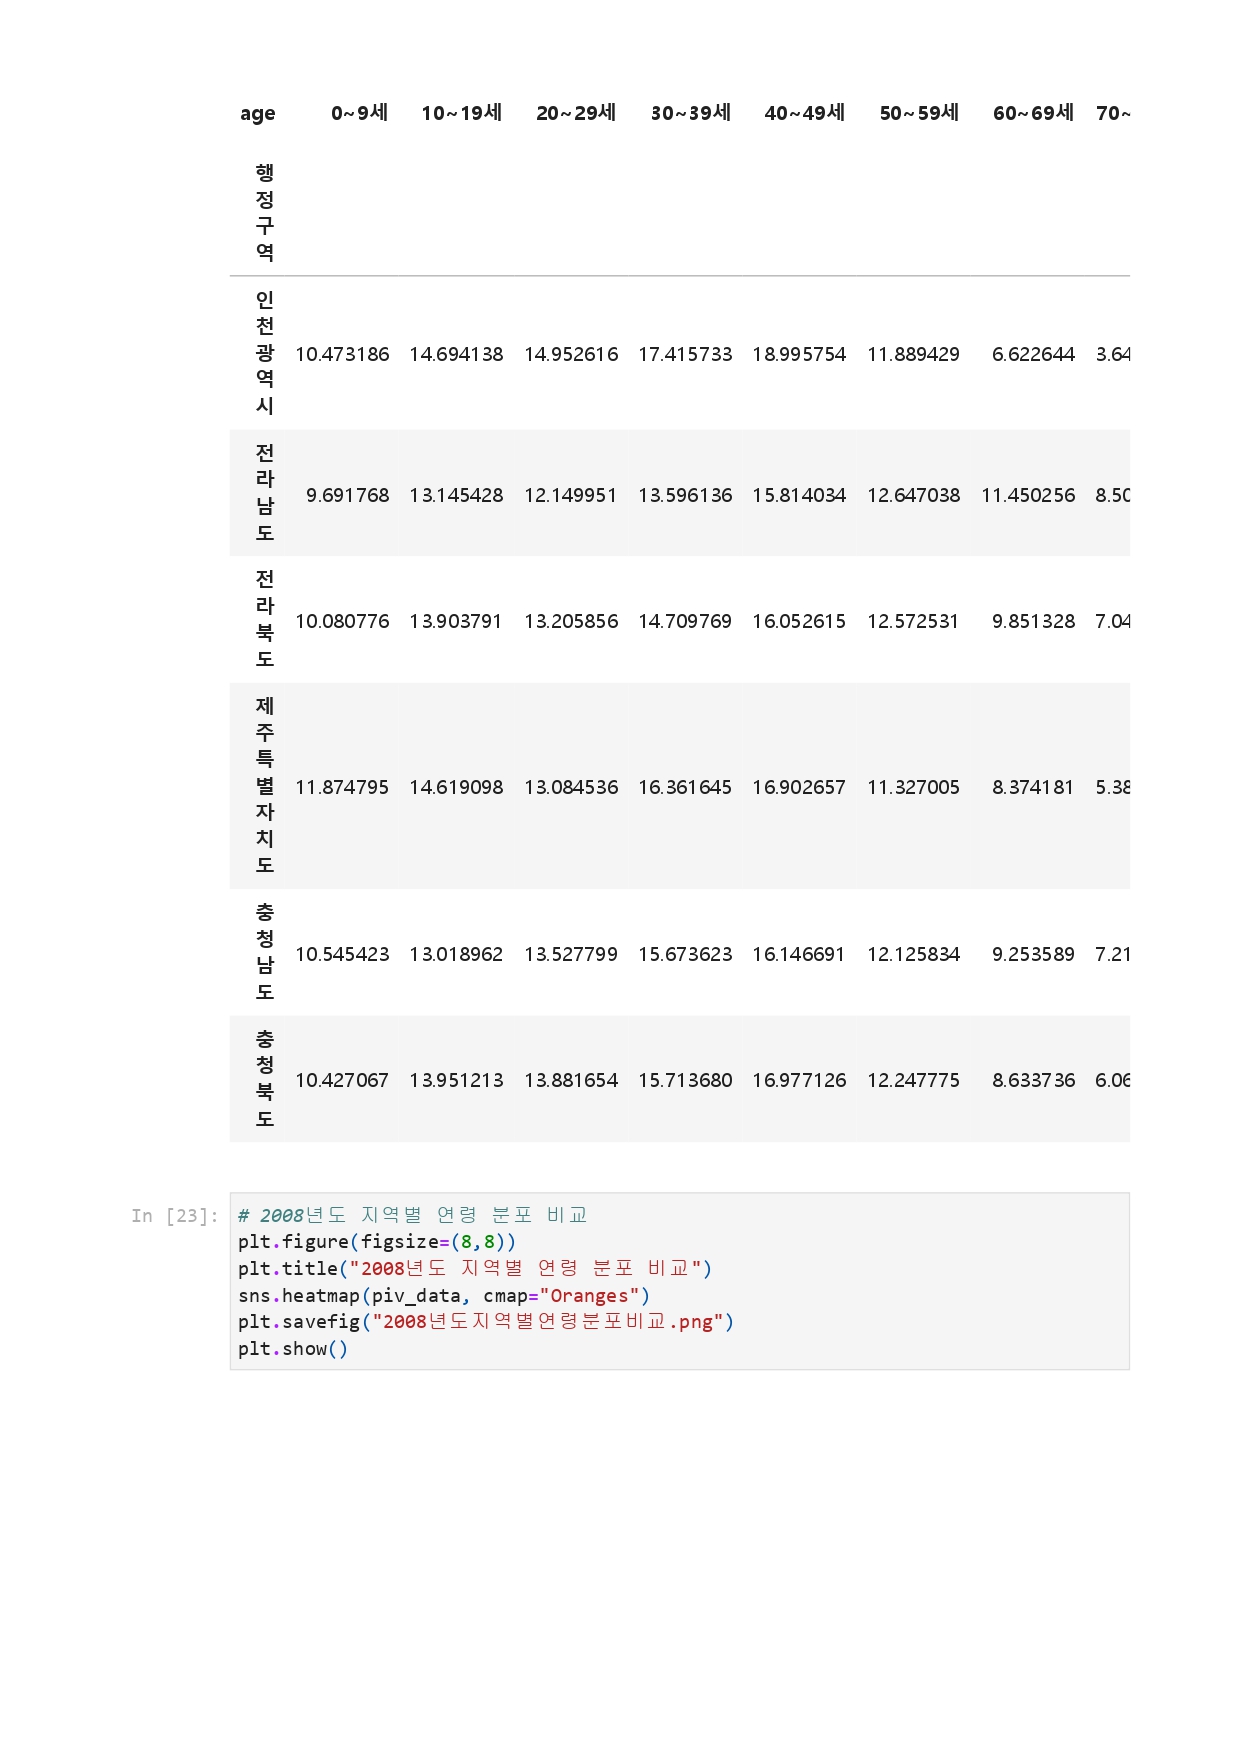 age 0~9세 10~19세 20~29세 30~39세 40~49세 50~59세 60~69세 70~
행
정
구
역
인
천
광
역
시
10.473186 14.694138 14.952616 17.415733 18.995754 11.889429 6.622644 3.64
전
라
남
도
9.691768 13.145428 12.149951 13.596136 15.814034 12.647038 11.450256 8.50
전
라
북
도
10.080776 13.903791 13.205856 14.709769 16.052615 12.572531 9.851328 7.04
제
주
특
별
자
치
도
11.874795 14.619098 13.084536 16.361645 16.902657 11.327005 8.374181 5.38
충
청
남
도
10.545423 13.018962 13.527799 15.673623 16.146691 12.125834 9.253589 7.21
충
청
북
도
10.427067 13.951213 13.881654 15.713680 16.977126 12.247775 8.633736 6.06
In [23]: # 2008년도 지역별 연령 분포 비교
plt.figure(figsize=(8,8))
plt.title("2008년도 지역별 연령 분포 비교")
sns.heatmap(piv_data, cmap="Oranges")
plt.savefig("2008년도지역별연령분포비교.png")
plt.show()